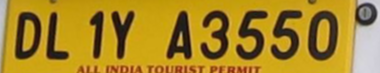 DL 1Y A3550
ALL INDIA TOURIST PERMIT